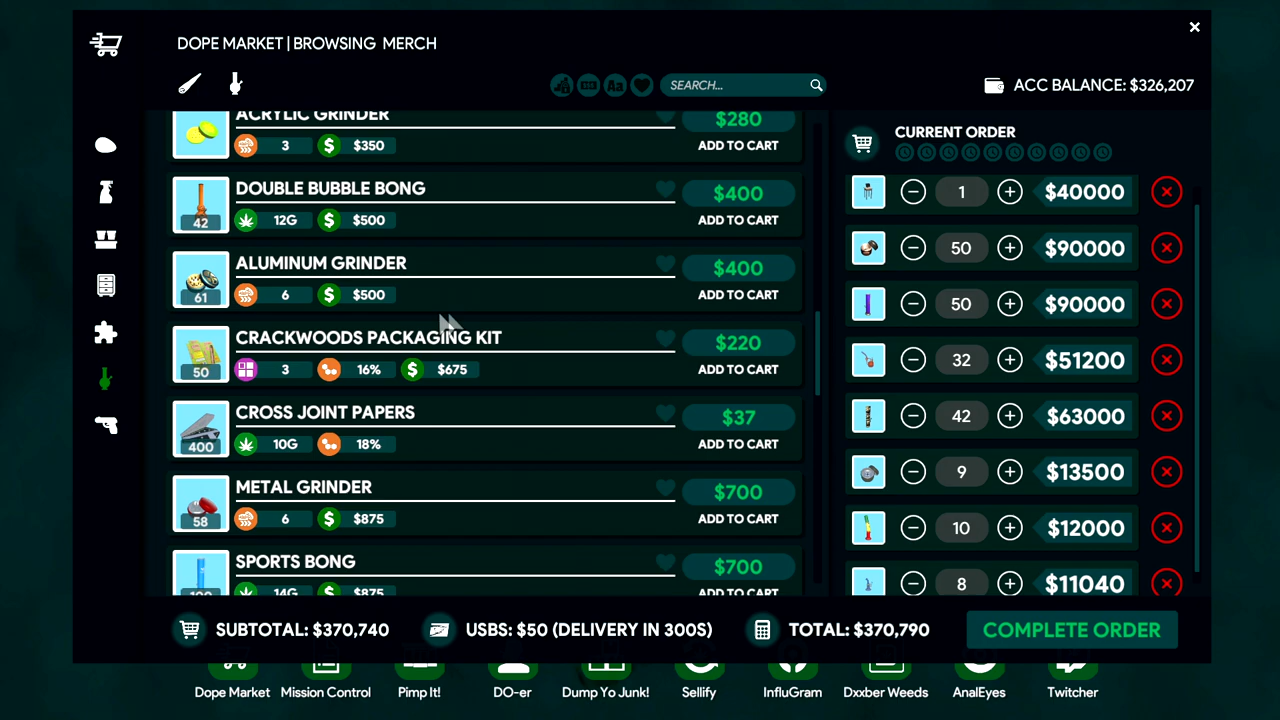 DOPE MARKET | BROWSING MERCH
Aa
SEARCH...
ACC BALANCE: $326,207
ACRYLIC GRINDER
$280
3
$350
ADD TO CART
DOUBLE BUBBLE BONG
$400
42
12G
$500
ADD TO CART
ALUMINUM GRINDER
$400
61
6
$500
ADD TO CART
CRACKWOODS PACKAGING KIT
$220
50
3
16%
$675
ADD TO CART
CROSS JOINT PAPERS
$37
400
10G
18%
ADD TO CART
METAL GRINDER
$700
58
6
$875
ADD TO CART
SPORTS BONG
$700
14G
$875
ADD TO CART
CURRENT ORDER
1 $40000
50 $90000
50 $90000
32 $51200
42 $63000
9 $13500
10 $12000
8 $11040
SUBTOTAL: $370,740
USBS: $50 (DELIVERY IN 300S)
TOTAL: $370,790
COMPLETE ORDER
Dope Market
Mission Control
Pimp It!
DO-er
Dump Yo Junk!
Sellify
InfluGram
Dxxber Weeds
AnalEyes
Twitcher